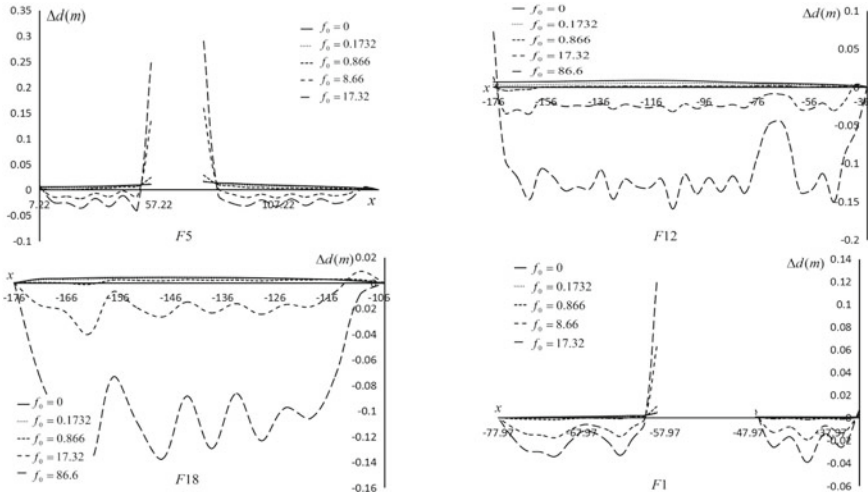 0.35
0.3
0.25
0.2
0.15
0.1
0.05
0
-0.05
-0.1
Δd(m)
f₀ = 0
f₀ = 0.1732
f₀ = 0.866
f₀ = 8.66
f₀ = 17.32
7.22
57.22
107.22
x
F5
0.1
0.05
0
-0.05
0.1
-0.15
-0.2
Δd(m)
f₀ = 0
f₀ = 0.1732
f₀ = 0.866
f₀ = 17.32
f₀ = 86.6
x
-176
-156
-136
-116
-96
-76
-56
F12
0.02
0
-0.02
-0.04
-0.06
-0.08
-0.1
-0.12
-0.14
-0.16
Δd(m)
x
-176
-166
-156
-146
-136
-126
-116
-106
f₀ = 0
f₀ = 0.1732
f₀ = 0.866
f₀ = 17.32
f₀ = 86.6
F18
0.14
0.12
0.1
0.08
0.06
0.04
0.02
0
-0.02
-0.04
-0.06
Δd(m)
f₀ = 0
f₀ = 0.1732
f₀ = 0.866
f₀ = 8.66
f₀ = 17.32
x
-77.97
-67.97
-57.97
-47.97
-37.97
F1